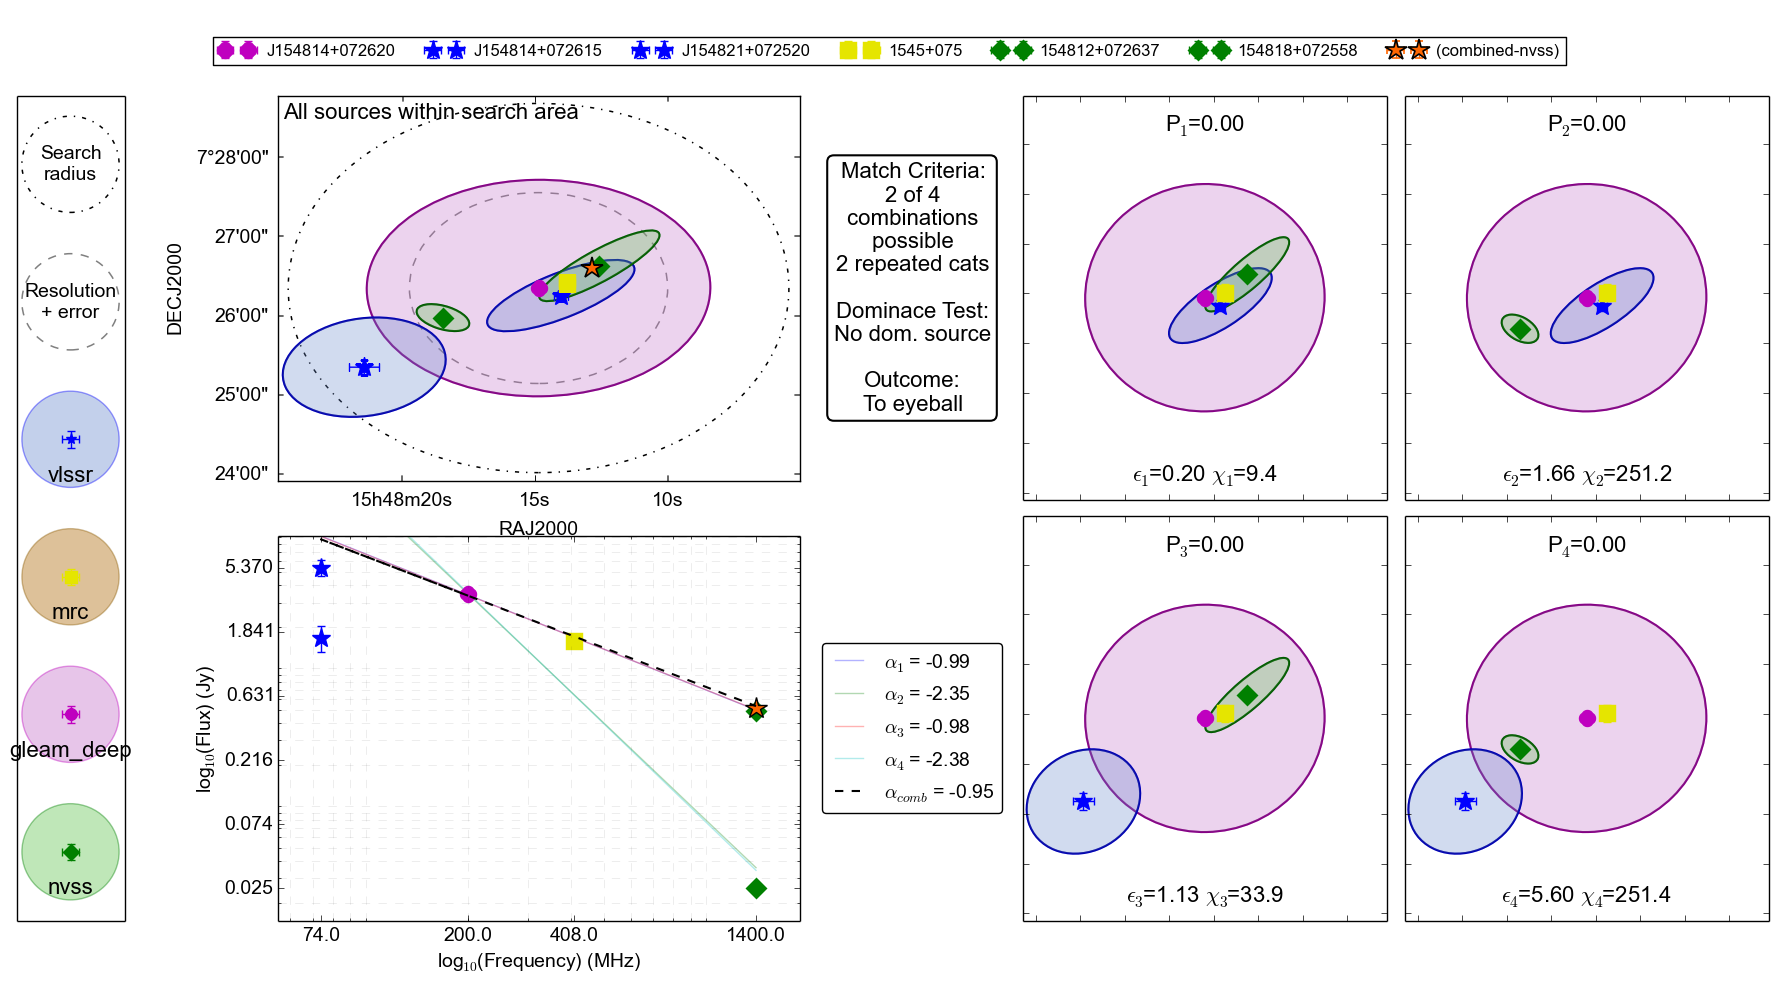 J154814+072620 J154814+072615 J154821+072520 1545+075 154812+072637 154818+072558 (combined-nvss)
Search
radius
Resolution
+ error
vlssr
mrc
gleam_deep
nvss
All sources within search area
DECJ2000
7°28'00"
27'00"
26'00"
25'00"
24'00"
15h48m20s 15s 10s
RAJ2000
Match Criteria:
2 of 4
combinations
possible
2 repeated cats
Dominace Test:
No dom. source
Outcome:
To eyeball
P1=0.00
ϵ1=0.20 χ1=9.4
P2=0.00
ϵ2=1.66 χ2=251.2
log10(Flux) (Jy)
5.370
1.841
0.631
0.216
0.074
0.025
74.0 200.0 408.0 1400.0
log10(Frequency) (MHz)
α1 = -0.99
α2 = -2.35
α3 = -0.98
α4 = -2.38
αcomb = -0.95
P3=0.00
ϵ3=1.13 χ3=33.9
P4=0.00
ϵ4=5.60 χ4=251.4